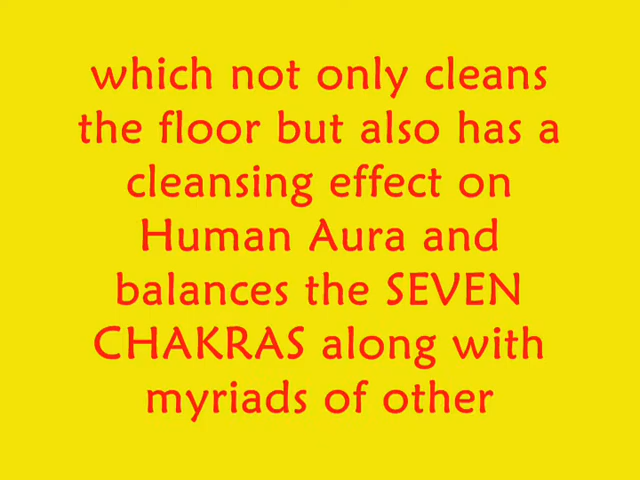 which not only cleans
the floor but also has a
cleansing effect on
Human Aura and
balances the SEVEN
CHAKRAS along with
myriads of other